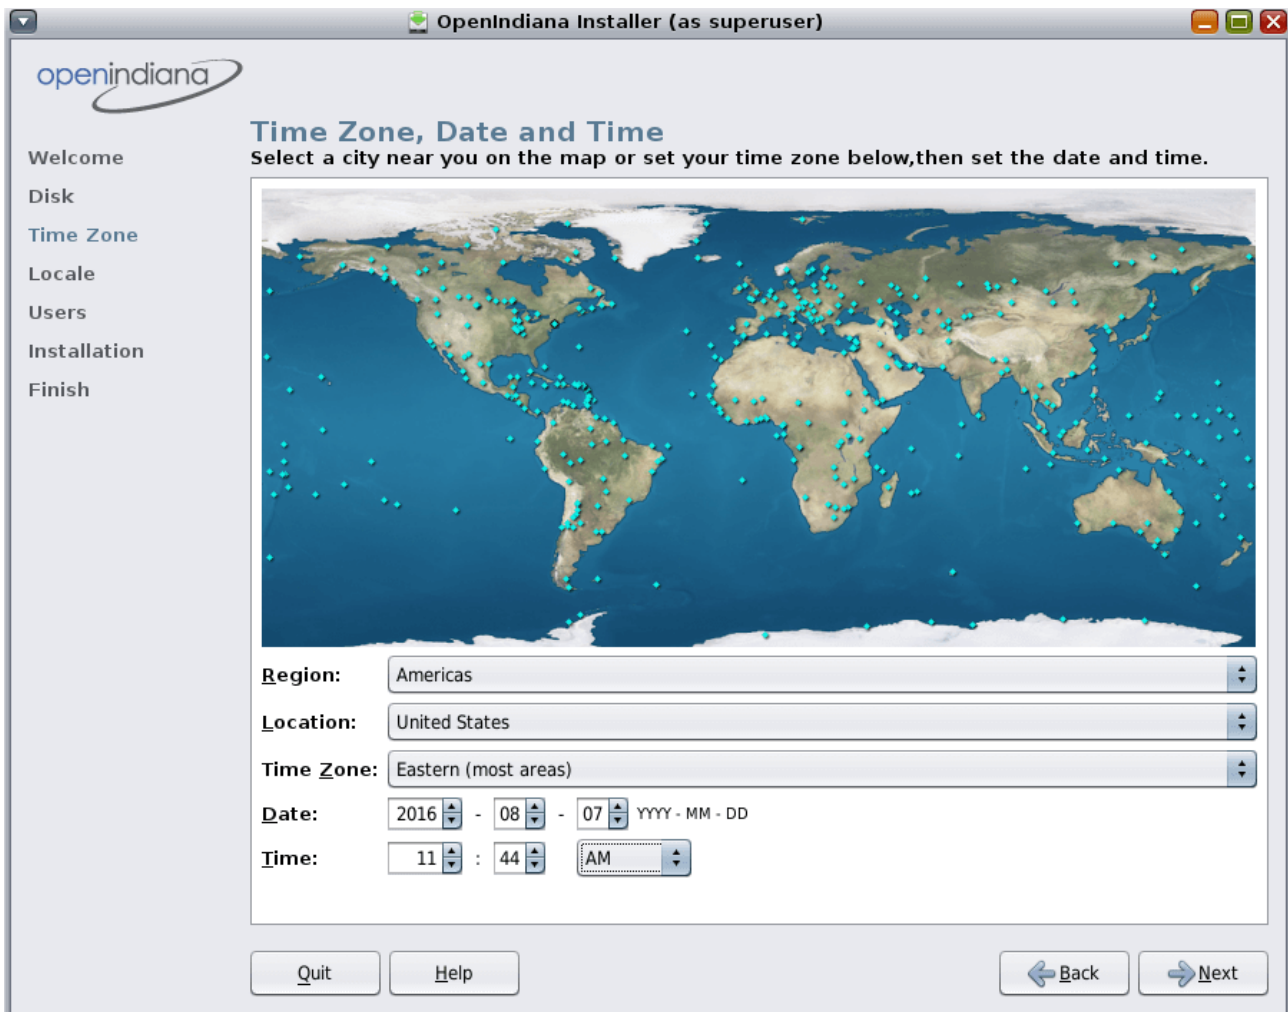 OpenIndiana Installer (as superuser)
openindiana
Time Zone, Date and Time
Select a city near you on the map or set your time zone below,then set the date and time.
Welcome
Disk
Time Zone
Locale
Users
Installation
Finish
Region: Americas
Location: United States
Time Zone: Eastern (most areas)
Date: 2016 - 08 - 07 YYYY - MM - DD
Time: 11 : 44 AM
Quit Help Back Next